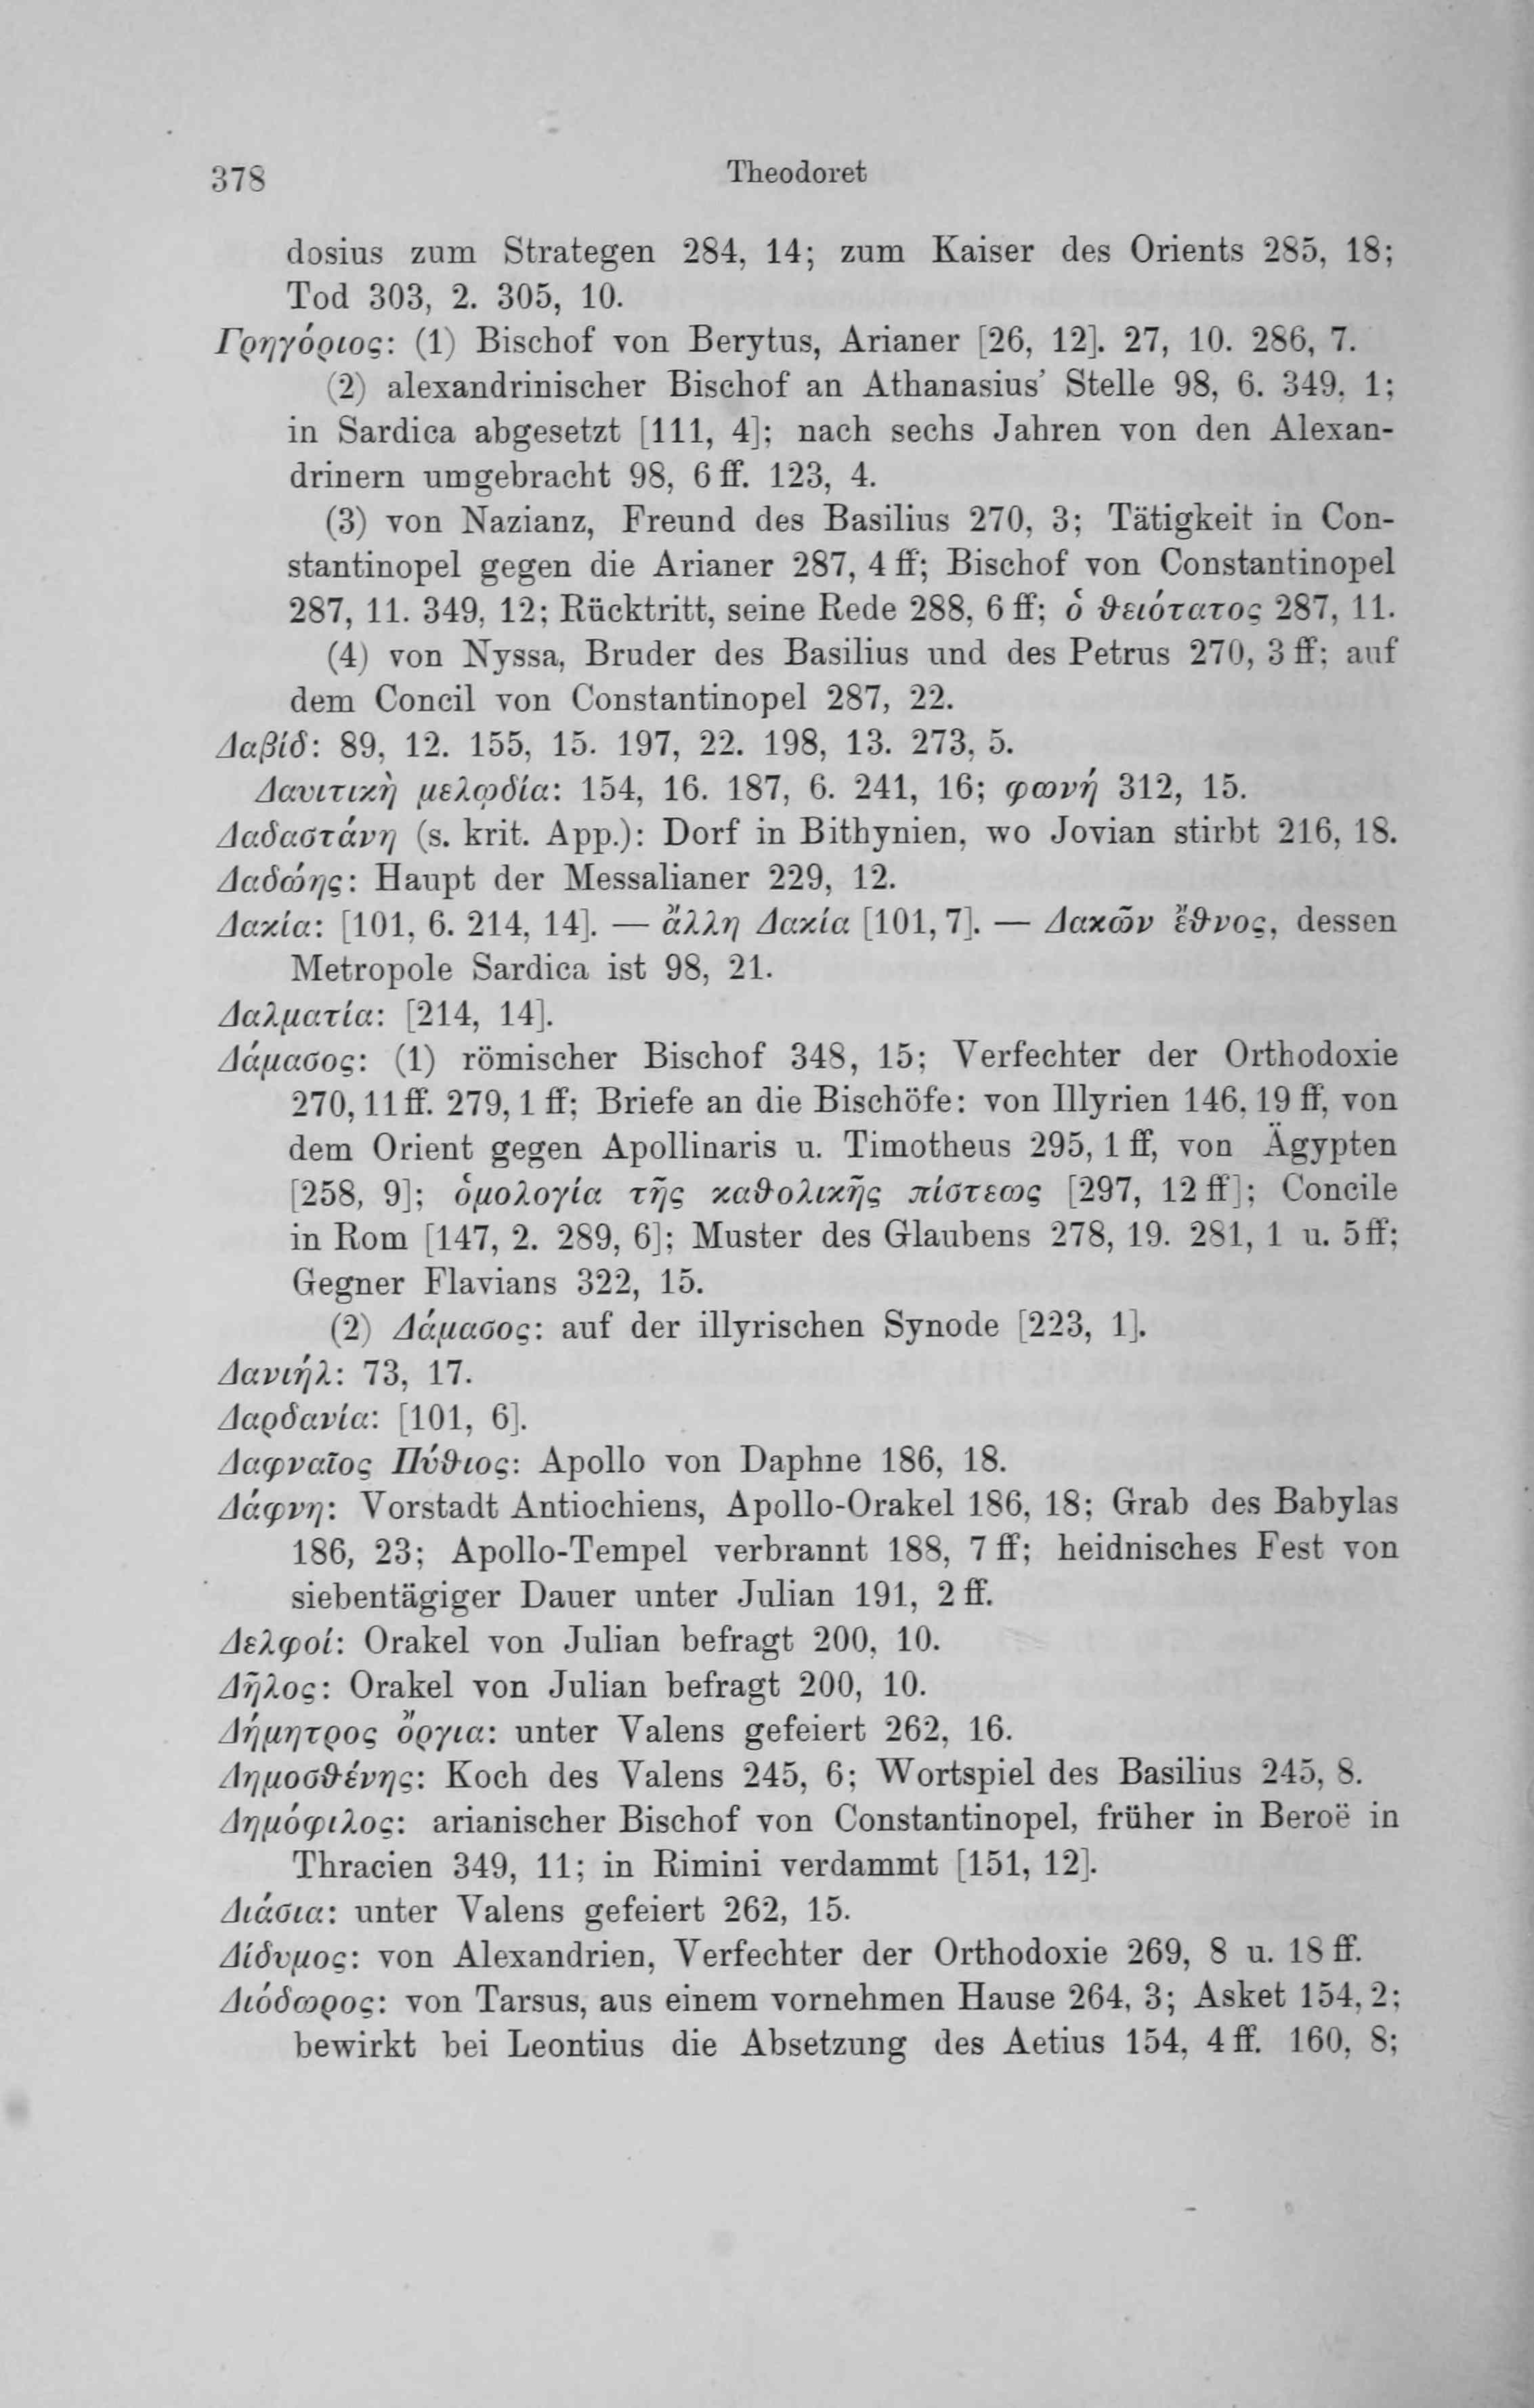 378
Theodoret
dosius zum Strategen 284, 14; zum Kaiser des Orients 285, 18;
Tod 303, 2. 305, 10.
Γρηγόριος: (1) Bischof von Berytus, Arianer [26, 12]. 27, 10. 286, 7.
(2) alexandrinischer Bischof an Athanasius' Stelle 98, 6. 349, 1;
in Sardica abgesetzt [111, 4]; nach sechs Jahren von den Alexan-
drinern umgebracht 98, 6 ff. 123, 4.
(3) von Nazianz, Freund des Basilius 270, 3; Tätigkeit in Con-
stantinopel gegen die Arianer 287, 4 ff; Bischof von Constantinopel
287, 11. 349, 12; Rücktritt, seine Rede 288, 6 ff; ὁ θειότατος 287, 11.
(4) von Nyssa, Bruder des Basilius und des Petrus 270, 3 ff; auf
dem Concil von Constantinopel 287, 22.
Δαβίδ: 89, 12. 155, 15. 197, 22. 198, 13. 273, 5.
Δαυιτικὴ μελῳδία: 154, 16. 187, 6. 241, 16; φωνή 312, 15.
Δαδαστάνη (s. krit. App.): Dorf in Bithynien, wo Jovian stirbt 216, 18.
Δαδώης: Haupt der Messalianer 229, 12.
Δακία: [101, 6. 214, 14]. — ἄλλη Δακία [101, 7]. — Δακῶν ἔθνος, dessen
Metropole Sardica ist 98, 21.
Δαλματία: [214, 14].
Δάμασος: (1) römischer Bischof 348, 15; Verfechter der Orthodoxie
270, 11 ff. 279, 1 ff; Briefe an die Bischöfe: von Illyrien 146, 19 ff, von
dem Orient gegen Apollinaris u. Timotheus 295, 1 ff, von Ägypten
[258, 9]; ὁμολογία τῆς καθολικῆς πίστεως [297, 12 ff]; Concile
in Rom [147, 2. 289, 6]; Muster des Glaubens 278, 19. 281, 1 u. 5 ff;
Gegner Flavians 322, 15.
(2) Δάμασος: auf der illyrischen Synode [223, 1].
Δανιήλ: 73, 17.
Δαρδανία: [101, 6].
Δαφναῖος Πύθιος: Apollo von Daphne 186, 18.
Δάφνη: Vorstadt Antiochiens, Apollo-Orakel 186, 18; Grab des Babylas
186, 23; Apollo-Tempel verbrannt 188, 7 ff; heidnisches Fest von
siebentägiger Dauer unter Julian 191, 2 ff.
Δελφοί: Orakel von Julian befragt 200, 10.
Δῆλος: Orakel von Julian befragt 200, 10.
Δήμητρος ὄργια: unter Valens gefeiert 262, 16.
Δημοσθένης: Koch des Valens 245, 6; Wortspiel des Basilius 245, 8.
Δημόφιλος: arianischer Bischof von Constantinopel, früher in Beroë in
Thracien 349, 11; in Rimini verdammt [151, 12].
Διάσια: unter Valens gefeiert 262, 15.
Δίδυμος: von Alexandrien, Verfechter der Orthodoxie 269, 8 u. 18 ff.
Διόδωρος: von Tarsus, aus einem vornehmen Hause 264, 3; Asket 154, 2;
bewirkt bei Leontius die Absetzung des Aetius 154, 4 ff. 160, 8;